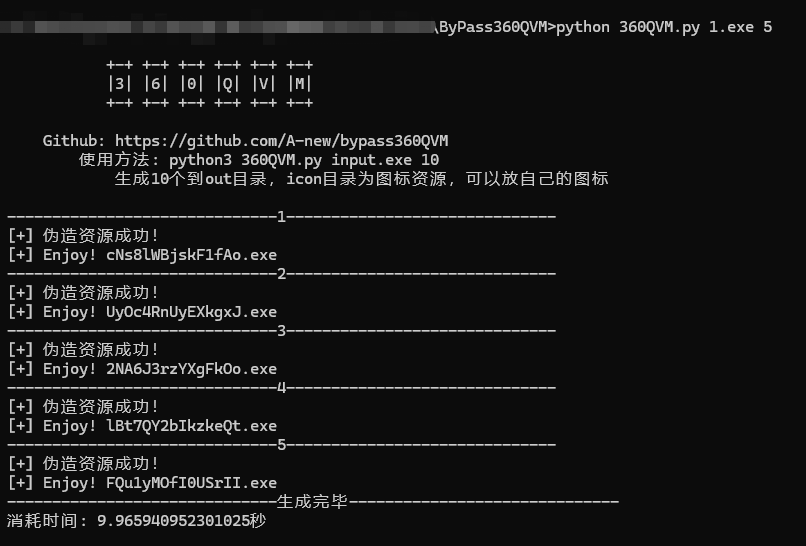 \ByPass360QVM>python 360QVM.py 1.exe 5
+-+ +-+ +-+ +-+ +-+ +-+
|3| |6| |0| |Q| |V| |M|
+-+ +-+ +-+ +-+ +-+ +-+
Github: https://github.com/A-new/bypass360QVM
使用方法: python3 360QVM.py input.exe 10
生成10个到out目录, icon目录为图标资源, 可以放自己的图标
------------------------------1------------------------------
[+] 伪造资源成功!
[+] Enjoy! cNs8lWBjskF1fAo.exe
------------------------------2------------------------------
[+] 伪造资源成功!
[+] Enjoy! UyOc4RnUyEXkgxJ.exe
------------------------------3------------------------------
[+] 伪造资源成功!
[+] Enjoy! 2NA6J3rzYXgFkOo.exe
------------------------------4------------------------------
[+] 伪造资源成功!
[+] Enjoy! lBt7QY2bIkzkeQt.exe
------------------------------5------------------------------
[+] 伪造资源成功!
[+] Enjoy! FQu1yMOfI0USrII.exe
------------------------------生成完毕------------------------------
消耗时间: 9.965940952301025秒